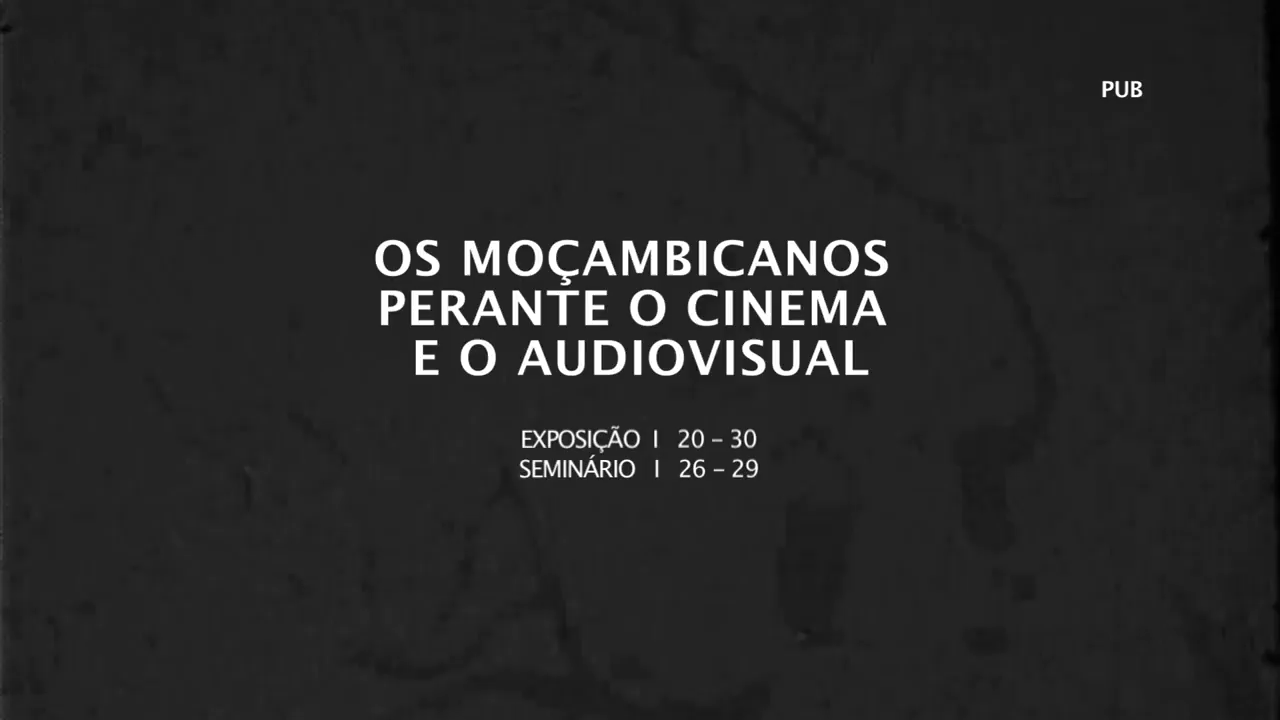 PUB
OS MOÇAMBICANOS
PERANTE O CINEMA
E O AUDIOVISUAL
EXPOSIÇÃO I 20 – 30
SEMINÁRIO I 26 – 29